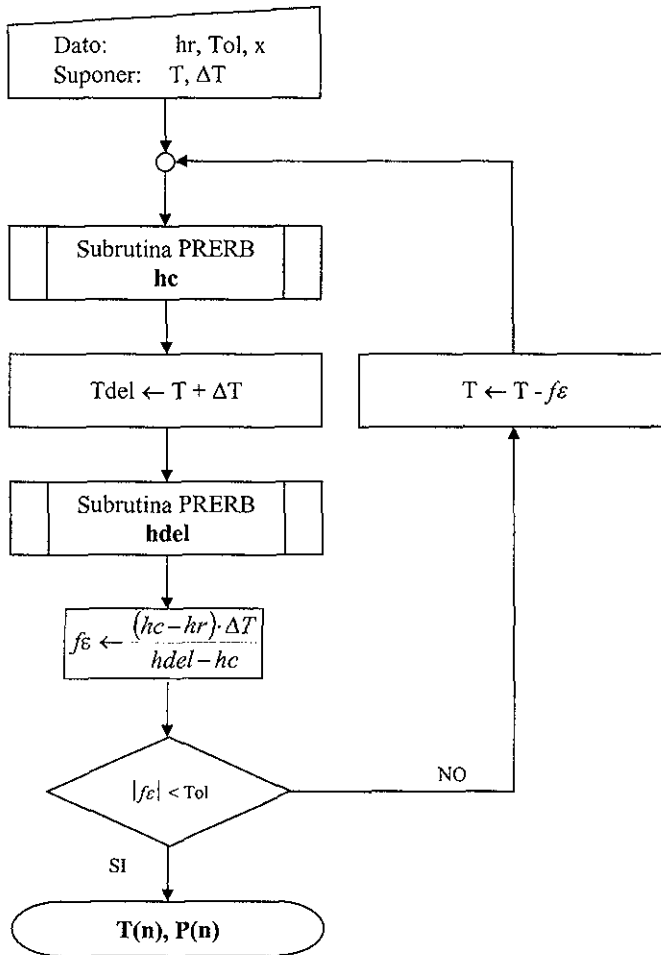 Dato: hr, Tol, x
Suponer: T, ΔT
Subrutina PRERB
hc
Tdel ← T + ΔT
T ← T - fε
Subrutina PRERB
hdel
fε ← (hc−hr)·ΔT / hdel−hc
|fε| < Tol
NO
SI
T(n), P(n)